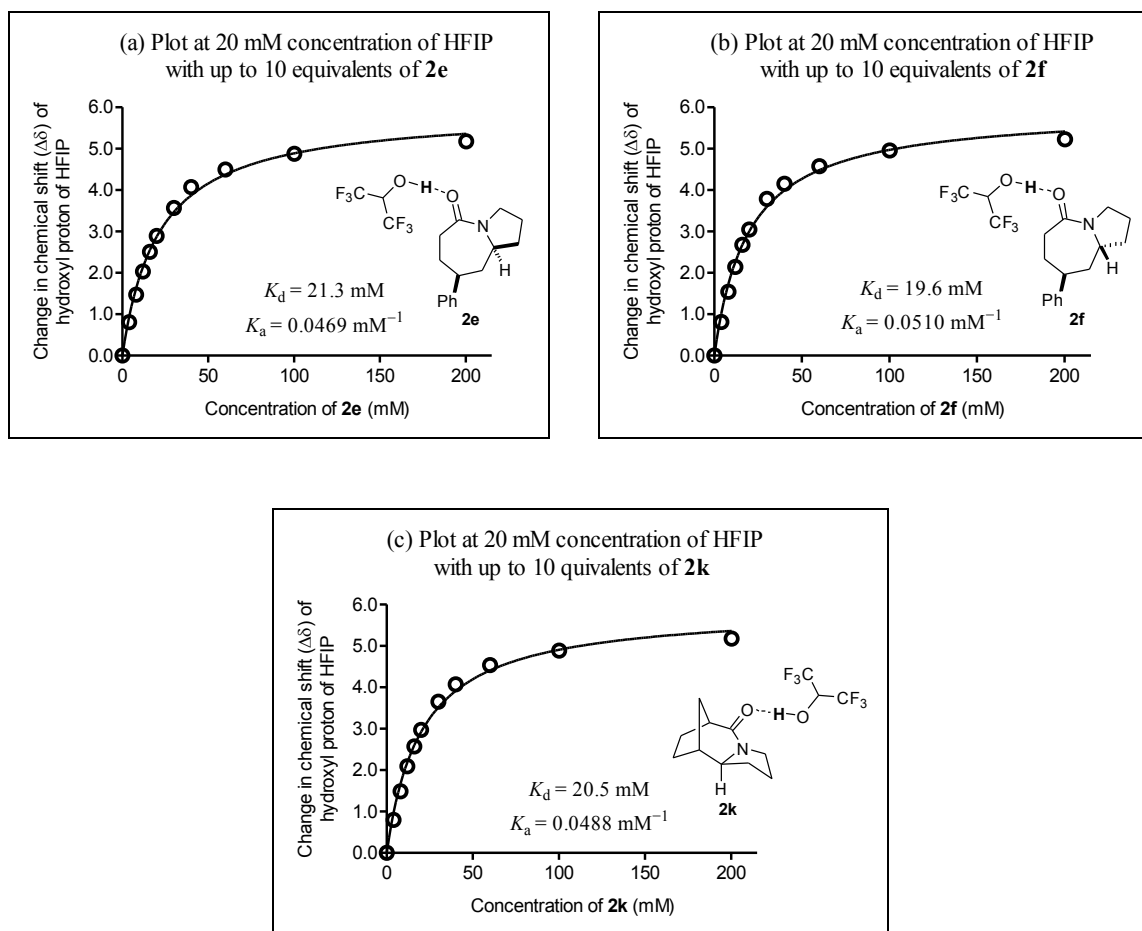 (a) Plot at 20 mM concentration of HFIP
with up to 10 equivalents of 2e
Change in chemical shift (Δδ) of
hydroxyl proton of HFIP
6.0
5.0
4.0
3.0
2.0
1.0
0.0
0 50 100 150 200
Concentration of 2e (mM)
F3C
O
H
O
CF3
N
H
Ph
2e
Kd = 21.3 mM
Ka = 0.0469 mM−1
(b) Plot at 20 mM concentration of HFIP
with up to 10 equivalents of 2f
Change in chemical shift (Δδ) of
hydroxyl proton of HFIP
6.0
5.0
4.0
3.0
2.0
1.0
0.0
0 50 100 150 200
Concentration of 2f (mM)
F3C
O
H
O
CF3
N
H
Ph
2f
Kd = 19.6 mM
Ka = 0.0510 mM−1
(c) Plot at 20 mM concentration of HFIP
with up to 10 quivalents of 2k
Change in chemical shift (Δδ) of
hydroxyl proton of HFIP
6.0
5.0
4.0
3.0
2.0
1.0
0.0
0 50 100 150 200
Concentration of 2k (mM)
F3C
CF3
O
H
O
N
H
2k
Kd = 20.5 mM
Ka = 0.0488 mM−1